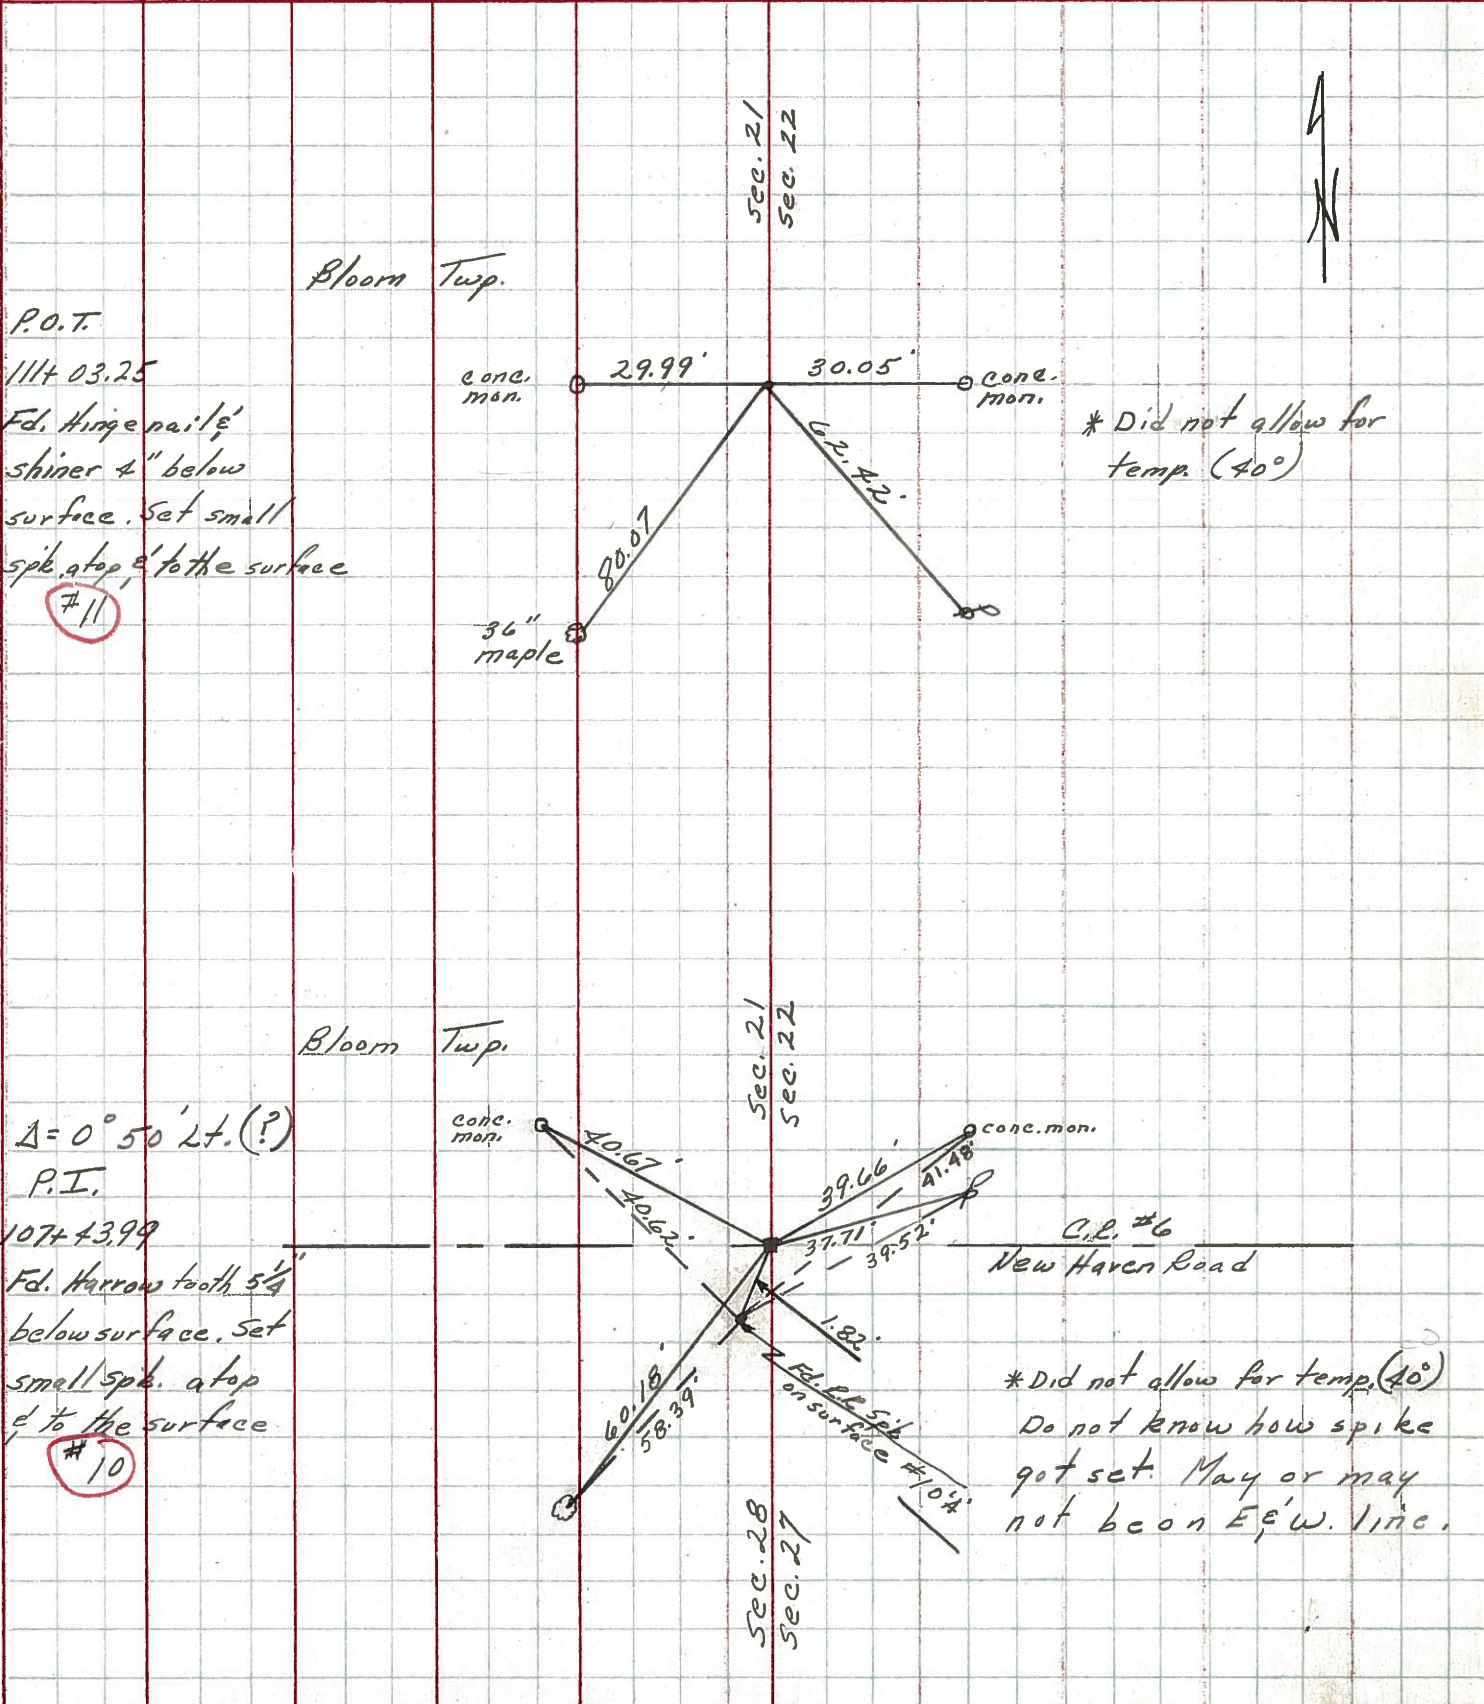 Sec. 21
Sec. 22
N
Bloom Twp.
P.O.T.
111+ 03.25
Fd. Hinge nail &
shiner 4" below
surface. Set small
spk. atop & to the surface
#11
conc.
mon.
29.99'
30.05'
conc.
mon.
* Did not allow for
temp. (40°)
62.42'
80.07
36"
maple
Sec. 21
Sec. 22
Bloom Twp.
Δ = 0° 50' Lt. (?)
P.I.
107+ 43.99
Fd. Harrow tooth 5¼"
below surface. Set
small spk. atop
& to the surface
#10
conc.
mon.
40.67'
40.62'
conc. mon.
39.66'
41.48'
37.71'
39.52'
C.R. #6
New Haven Road
1.82'
60.18'
58.39'
Fd. R.R. Spk
on surface #10
* Did not allow for temp. (40°)
Do not know how spike
got set. May or may
not be on E & W. line.
Sec. 28
Sec. 27